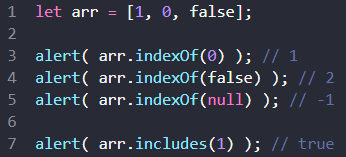 1 let arr = [1, 0, false];
2
3 alert( arr.indexOf(0) ); // 1
4 alert( arr.indexOf(false) ); // 2
5 alert( arr.indexOf(null) ); // -1
6
7 alert( arr.includes(1) ); // true